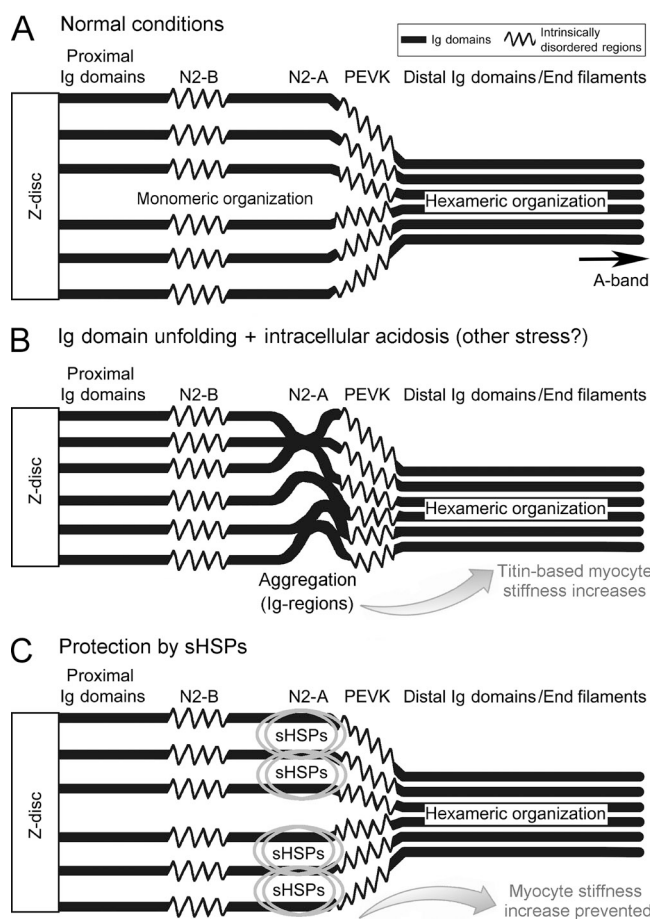 A
Normal conditions
Ig domains
Intrinsically
disordered regions
Proximal
Ig domains
N2-B
N2-A
PEVK
Distal Ig domains/End filaments
Z-disc
Monomeric organization
Hexameric organization
A-band
B
Ig domain unfolding + intracellular acidosis (other stress?)
Proximal
Ig domains
N2-B
N2-A
PEVK
Distal Ig domains/End filaments
Z-disc
Hexameric organization
Aggregation
(Ig-regions)
Titin-based myocyte
stiffness increases
C
Protection by sHSPs
Proximal
Ig domains
N2-B
N2-A
PEVK
Distal Ig domains/End filaments
Z-disc
sHSPs
sHSPs
Hexameric organization
sHSPs
sHSPs
Myocyte stiffness
increase prevented